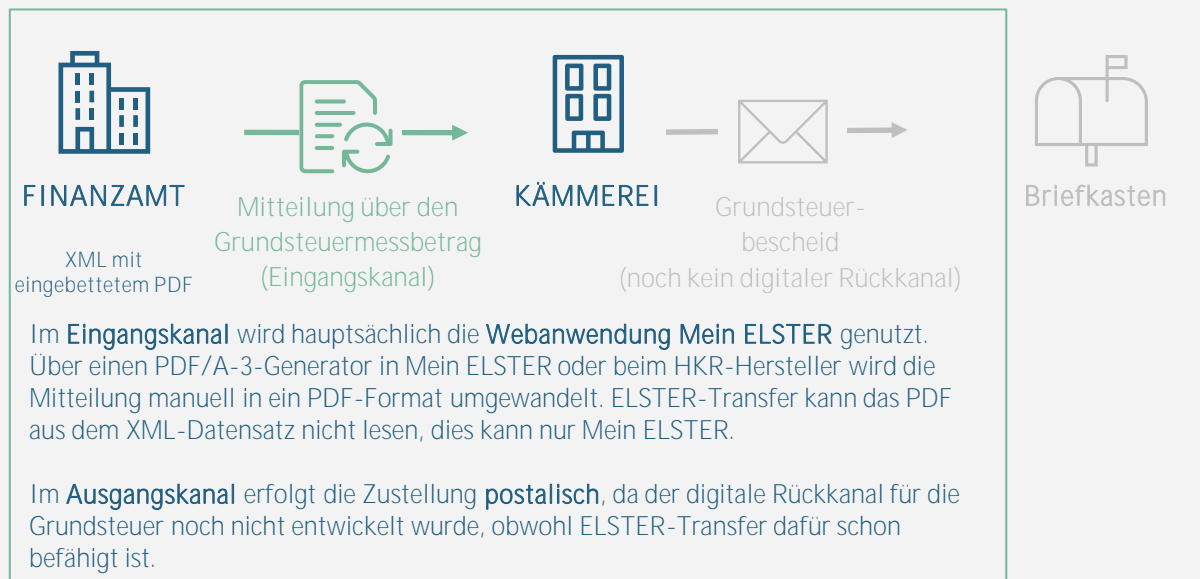 FINANZAMT
XML mit
eingebettetem PDF
Mitteilung über den
Grundsteuermessbetrag
(Eingangskanal)
KÄMMEREI
Grundsteuer-
bescheid
(noch kein digitaler Rückkanal)
Briefkasten
Im Eingangskanal wird hauptsächlich die Webanwendung Mein ELSTER genutzt.
Über einen PDF/A-3-Generator in Mein ELSTER oder beim HKR-Hersteller wird die
Mitteilung manuell in ein PDF-Format umgewandelt. ELSTER-Transfer kann das PDF
aus dem XML-Datensatz nicht lesen, dies kann nur Mein ELSTER.
Im Ausgangskanal erfolgt die Zustellung postalisch, da der digitale Rückkanal für die
Grundsteuer noch nicht entwickelt wurde, obwohl ELSTER-Transfer dafür schon
befähigt ist.